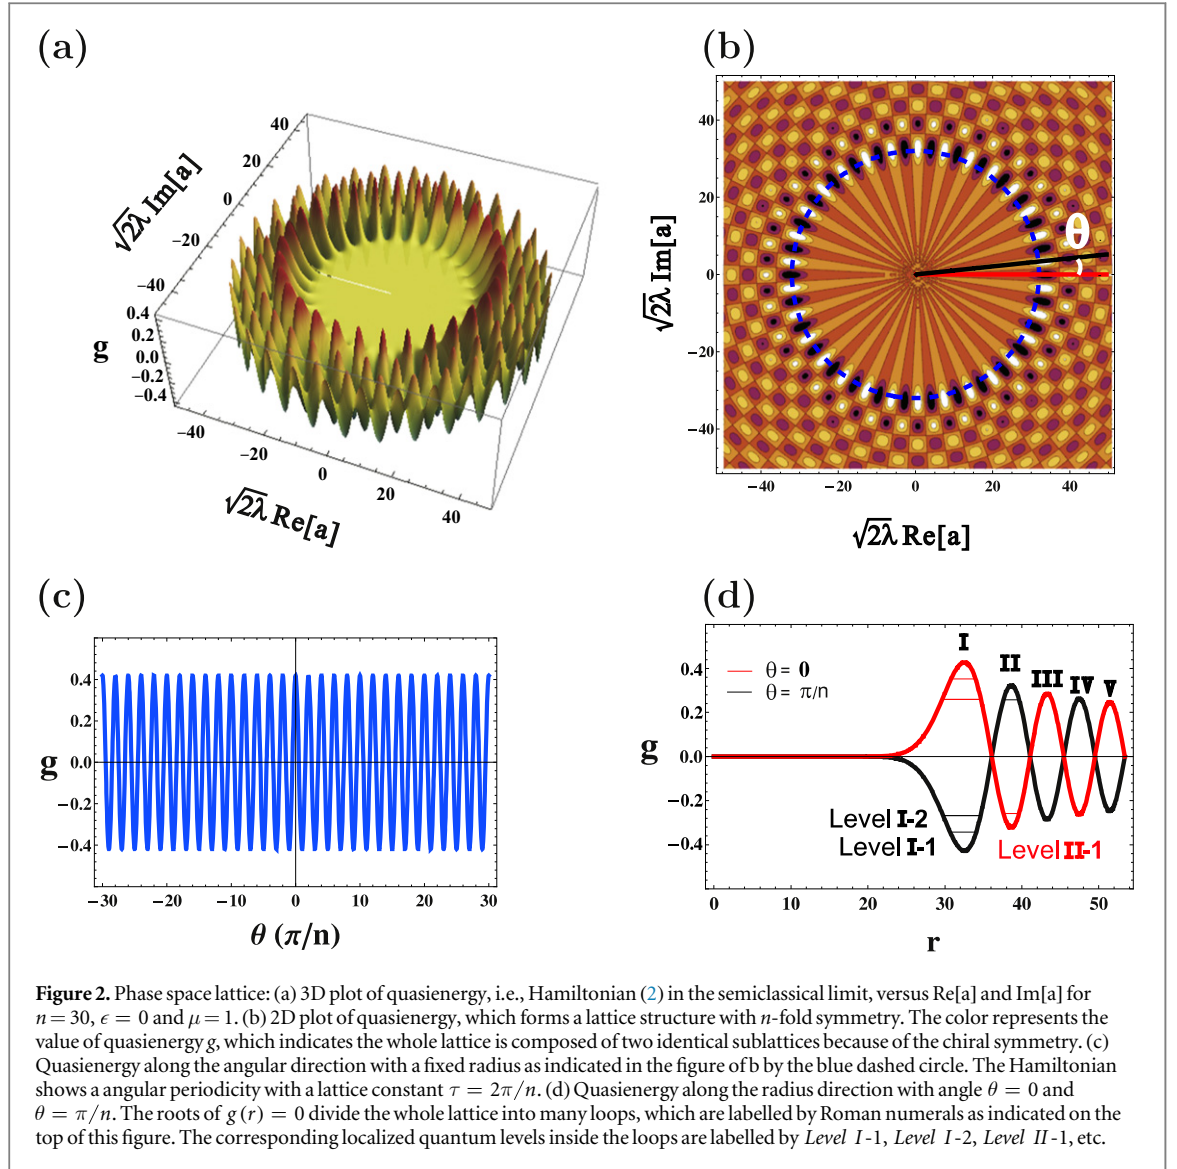 (a)
40
20
0
−20
−40
√2λ Im[a]
0.4
0.2
0.0
−0.2
−0.4
g
−40
−20
0
20
40
√2λ Re[a]
(b)
40
20
0
−20
−40
√2λ Im[a]
θ
−40
−20
0
20
40
√2λ Re[a]
(c)
0.4
0.2
0.0
−0.2
−0.4
g
−30
−20
−10
0
10
20
30
θ (π/n)
(d)
I
II
III
IV
V
θ = 0
θ = π/n
0.4
0.2
0.0
−0.2
−0.4
g
Level I-2
Level I-1
Level II-1
0
10
20
30
40
50
r
Figure 2. Phase space lattice: (a) 3D plot of quasienergy, i.e., Hamiltonian (2) in the semiclassical limit, versus Re[a] and Im[a] for
n = 30, ϵ = 0 and μ = 1. (b) 2D plot of quasienergy, which forms a lattice structure with n-fold symmetry. The color represents the
value of quasienergy g, which indicates the whole lattice is composed of two identical sublattices because of the chiral symmetry. (c)
Quasienergy along the angular direction with a fixed radius as indicated in the figure of b by the blue dashed circle. The Hamiltonian
shows a angular periodicity with a lattice constant τ = 2π/n. (d) Quasienergy along the radius direction with angle θ = 0 and
θ = π/n. The roots of g(r) = 0 divide the whole lattice into many loops, which are labelled by Roman numerals as indicated on the
top of this figure. The corresponding localized quantum levels inside the loops are labelled by Level I-1, Level I-2, Level II-1, etc.